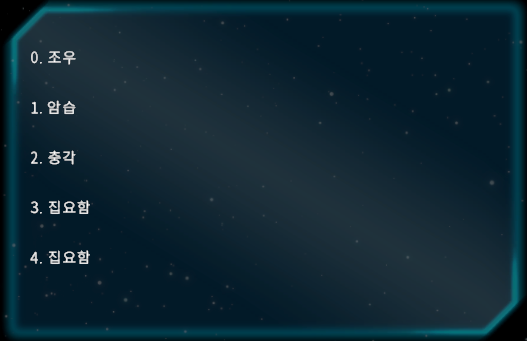 0. 조우
1. 암습
2. 충각
3. 집요함
4. 집요함